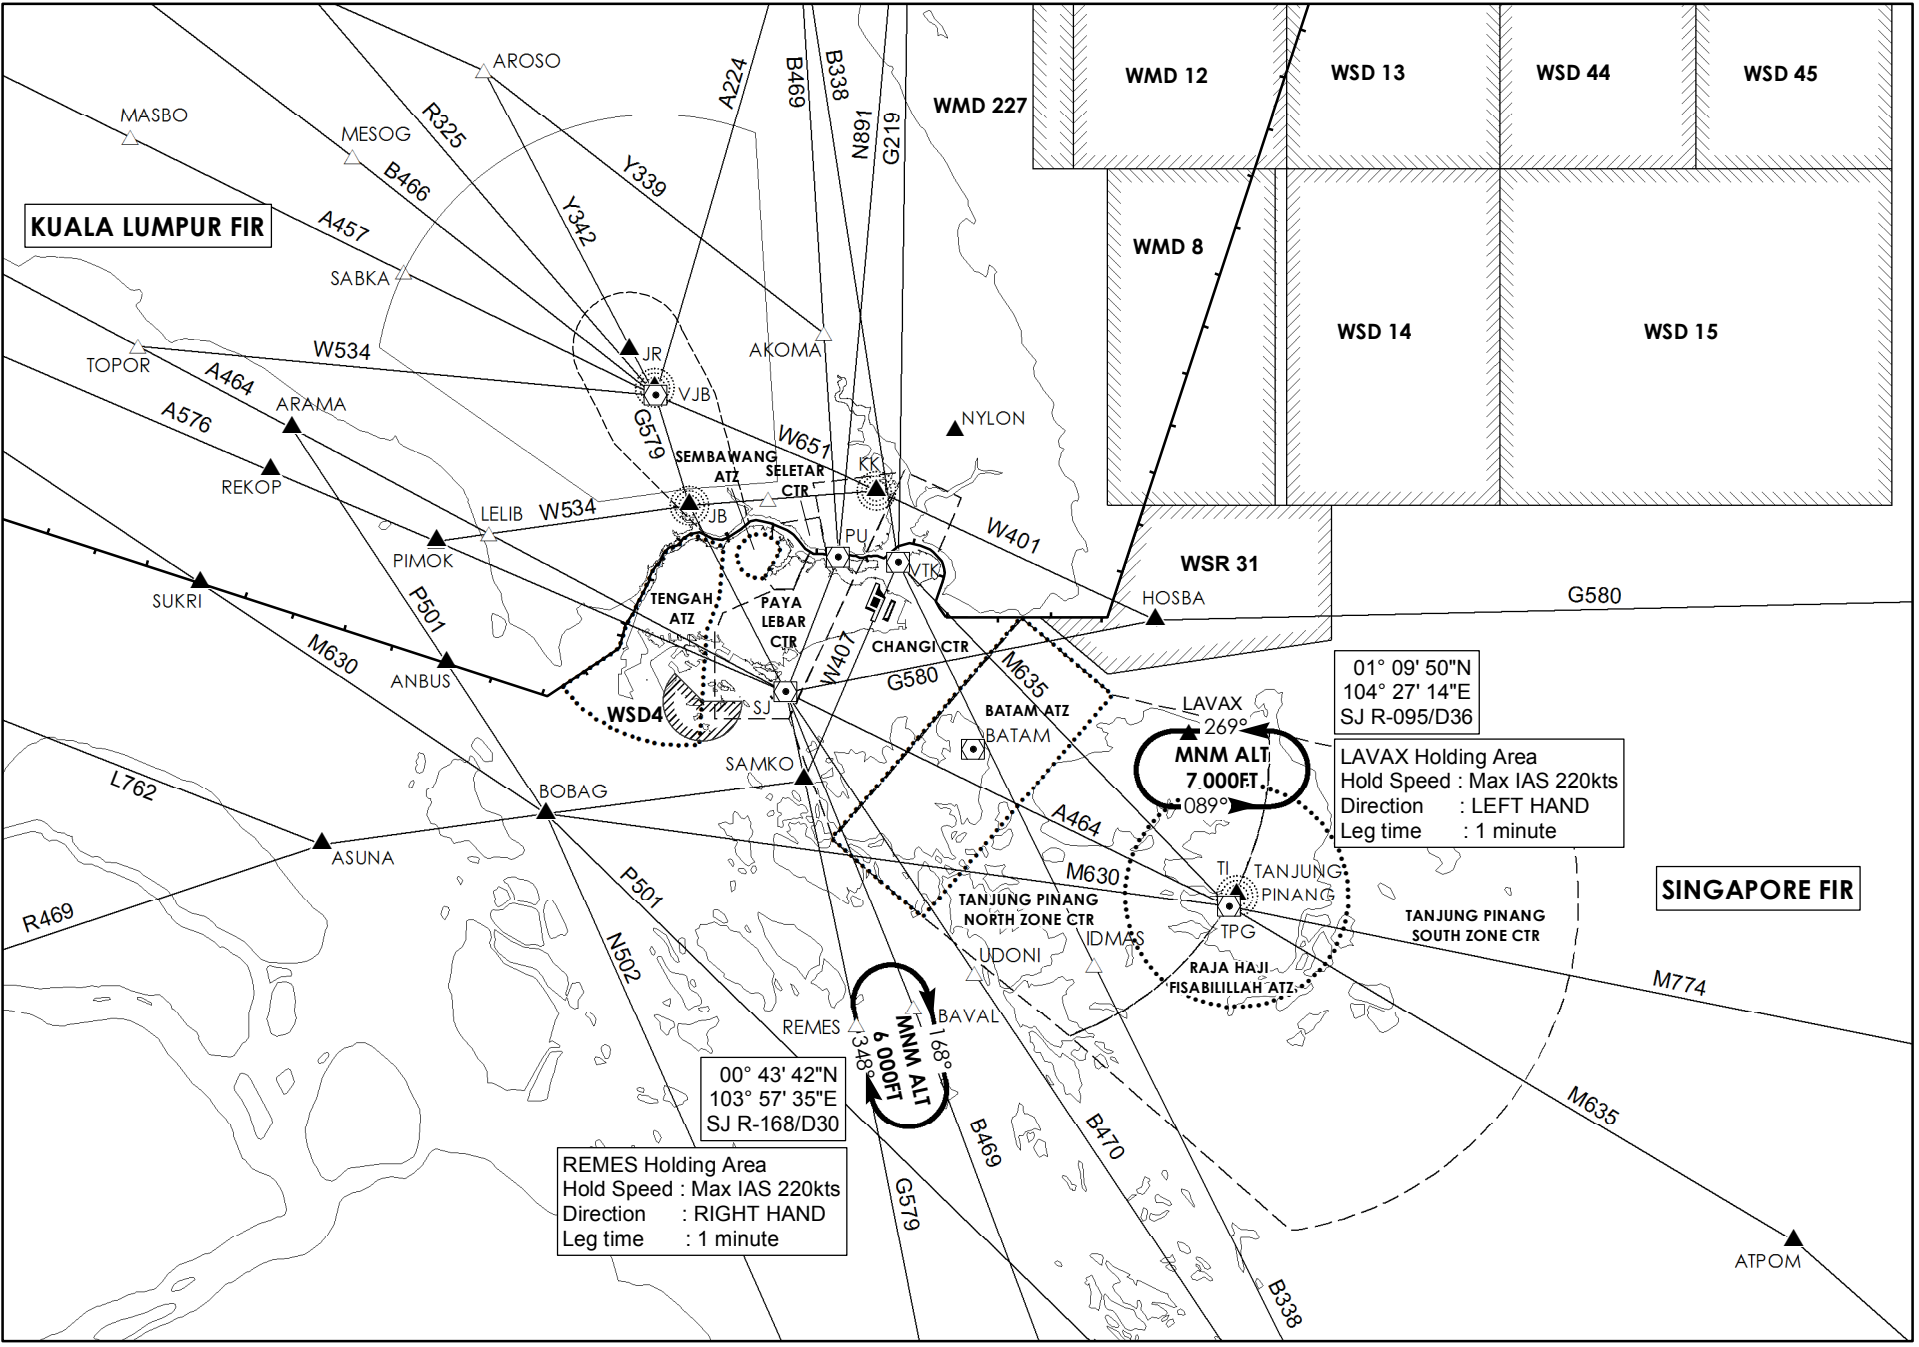 AROSO
MASBO
MESOG
R325
B466
A457
A224
B469
B338
N891
G219
Y339
Y342
WMD 227
WMD 12
WSD 13
WSD 44
WSD 45
KUALA LUMPUR FIR
SABKA
WMD 8
WSD 14
WSD 15
TOPOR
W534
A464
ARAMA
A576
REKOP
JR
VJB
G579
AKOMA
W651
KK
NYLON
SEMBAWANG
ATZ
SELETAR
CTR
LELIB
W534
JB
PIMOK
PU
VTK
W401
WSR 31
HOSBA
G580
SUKRI
P501
M630
ANBUS
TENGAH
ATZ
PAYA
LEBAR
CTR
W407
CHANGI CTR
G580
M635
WSD4
SJ
BATAM ATZ
BATAM
SAMKO
LAVAX
269°
MNM ALT
7 000FT
089°
01° 09' 50"N
104° 27' 14"E
SJ R-095/D36
LAVAX Holding Area
Hold Speed : Max IAS 220kts
Direction : LEFT HAND
Leg time : 1 minute
L762
BOBAG
ASUNA
R469
P501
N502
A464
M630
TI
TANJUNG
PINANG
TPG
TANJUNG PINANG
NORTH ZONE CTR
TANJUNG PINANG
SOUTH ZONE CTR
SINGAPORE FIR
UDONI
IDMAS
RAJA HAJI
FISABILILLAH ATZ
M774
REMES
BAVAL
348°
MNM ALT
6 000FT
168°
00° 43' 42"N
103° 57' 35"E
SJ R-168/D30
REMES Holding Area
Hold Speed : Max IAS 220kts
Direction : RIGHT HAND
Leg time : 1 minute
G579
B469
B470
B338
M635
ATPOM